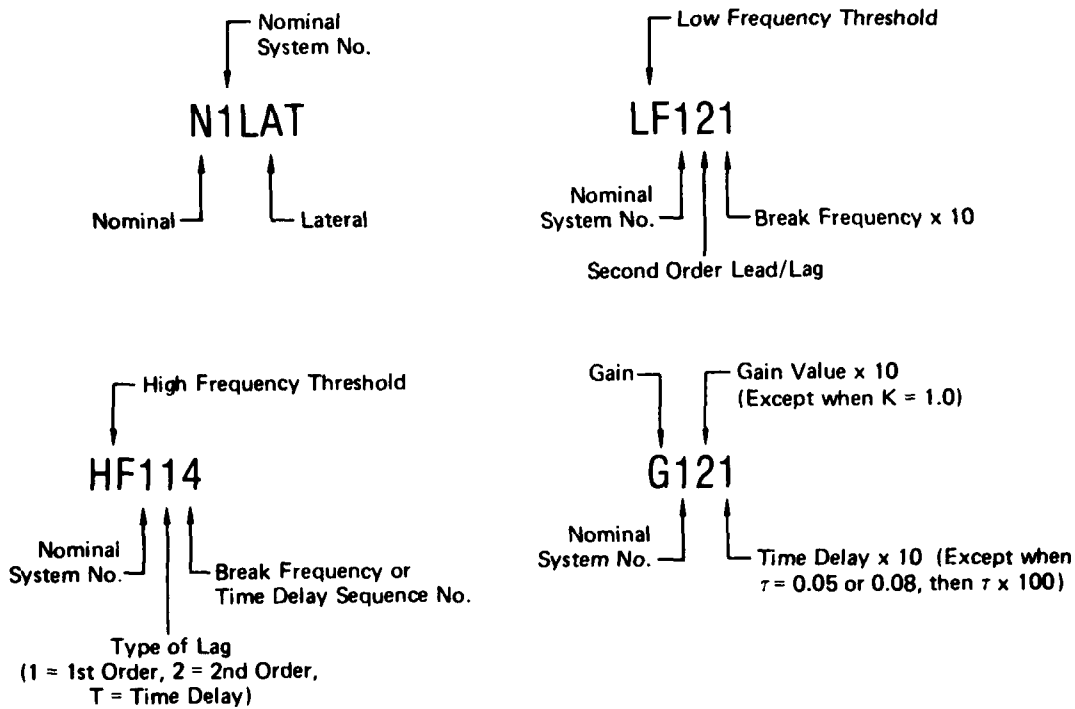 Nominal
System No.
N1LAT
Nominal
Lateral
Low Frequency Threshold
LF121
Nominal
System No.
Break Frequency x 10
Second Order Lead/Lag
High Frequency Threshold
HF114
Nominal
System No.
Break Frequency or
Time Delay Sequence No.
Type of Lag
(1 = 1st Order, 2 = 2nd Order,
T = Time Delay)
Gain
Gain Value x 10
(Except when K = 1.0)
G121
Nominal
System No.
Time Delay x 10 (Except when
τ = 0.05 or 0.08, then τ x 100)